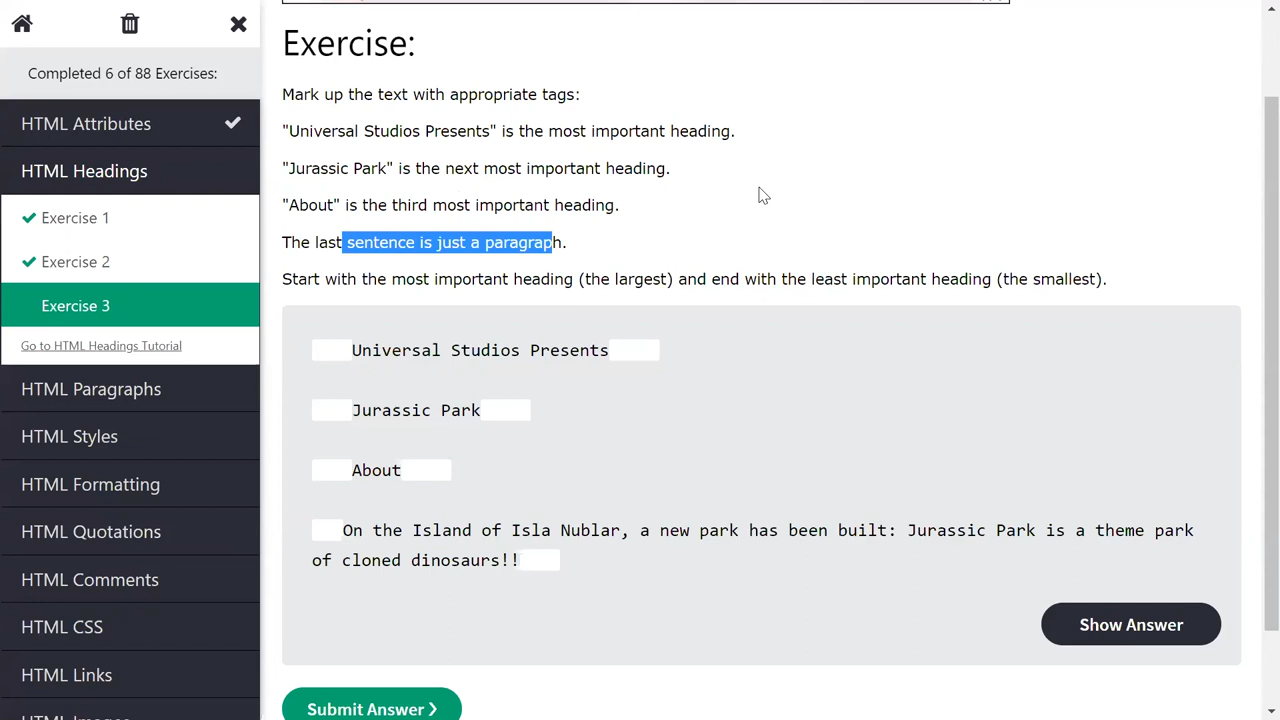 Completed 6 of 88 Exercises:
HTML Attributes
HTML Headings
Exercise 1
Exercise 2
Exercise 3
Go to HTML Headings Tutorial
HTML Paragraphs
HTML Styles
HTML Formatting
HTML Quotations
HTML Comments
HTML CSS
HTML Links
Exercise:
Mark up the text with appropriate tags:
"Universal Studios Presents" is the most important heading.
"Jurassic Park" is the next most important heading.
"About" is the third most important heading.
The last sentence is just a paragraph.
Start with the most important heading (the largest) and end with the least important heading (the smallest).
Universal Studios Presents
Jurassic Park
About
On the Island of Isla Nublar, a new park has been built: Jurassic Park is a theme park
of cloned dinosaurs!!
Show Answer
Submit Answer ❯